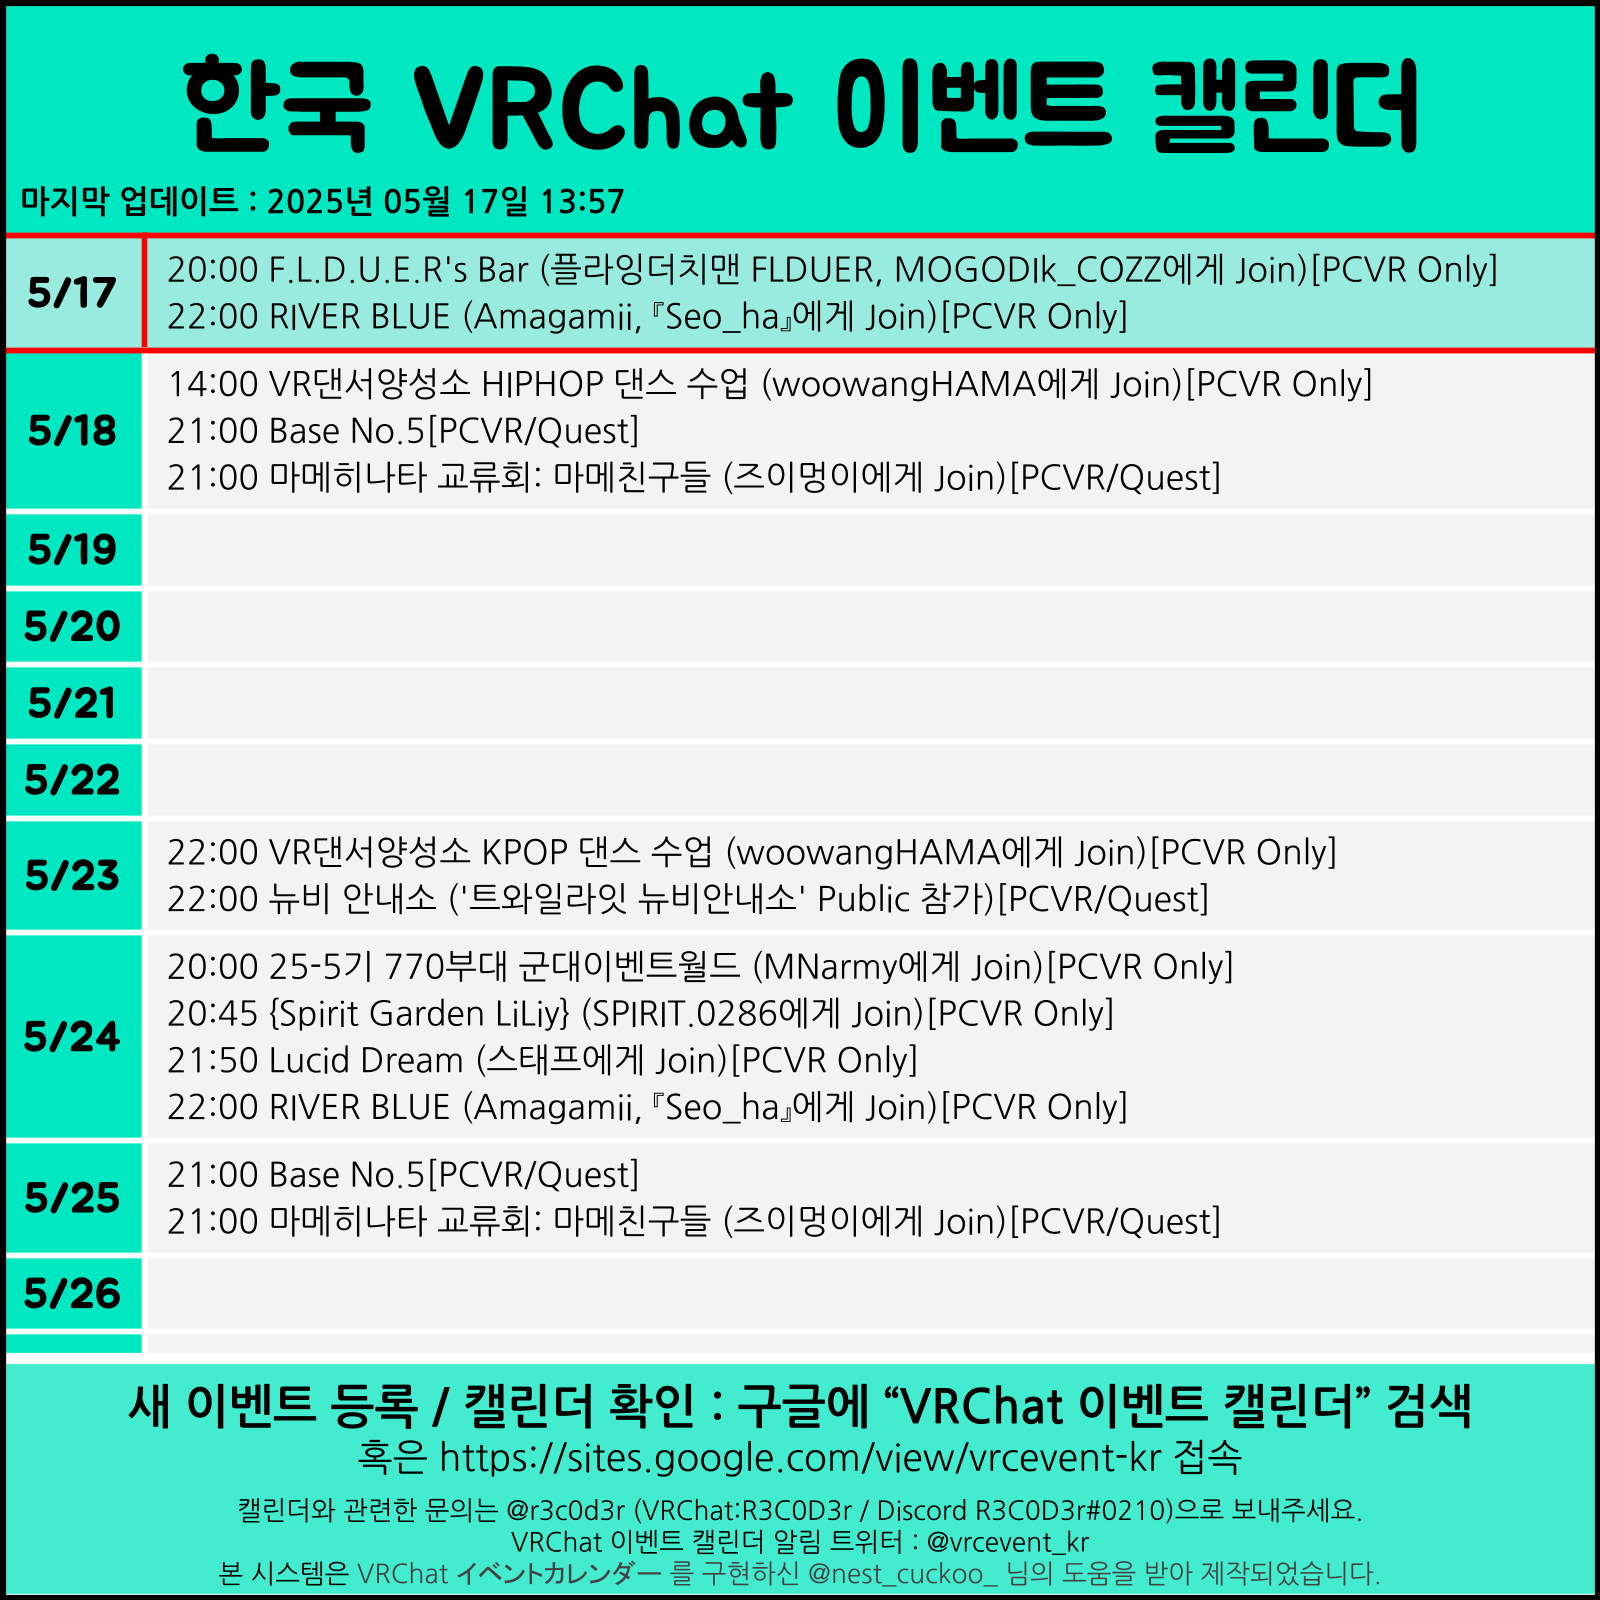 한국 VRChat 이벤트 캘린더
마지막 업데이트 : 2025년 05월 17일 13:57
5/17
20:00 F.L.D.U.E.R's Bar (플라잉더치맨 FLDUER, MOGODIk_COZZ에게 Join)[PCVR Only]
22:00 RIVER BLUE (Amagamii, 『Seo_ha』에게 Join)[PCVR Only]
5/18
14:00 VR댄서양성소 HIPHOP 댄스 수업 (woowangHAMA에게 Join)[PCVR Only]
21:00 Base No.5[PCVR/Quest]
21:00 마메히나타 교류회: 마메친구들 (즈이멍이에게 Join)[PCVR/Quest]
5/19
5/20
5/21
5/22
5/23
22:00 VR댄서양성소 KPOP 댄스 수업 (woowangHAMA에게 Join)[PCVR Only]
22:00 뉴비 안내소 ('트와일라잇 뉴비안내소' Public 참가)[PCVR/Quest]
5/24
20:00 25-5기 770부대 군대이벤트월드 (MNarmy에게 Join)[PCVR Only]
20:45 {Spirit Garden LiLiy} (SPIRIT.0286에게 Join)[PCVR Only]
21:50 Lucid Dream (스태프에게 Join)[PCVR Only]
22:00 RIVER BLUE (Amagamii, 『Seo_ha』에게 Join)[PCVR Only]
5/25
21:00 Base No.5[PCVR/Quest]
21:00 마메히나타 교류회: 마메친구들 (즈이멍이에게 Join)[PCVR/Quest]
5/26
새 이벤트 등록 / 캘린더 확인 : 구글에 “VRChat 이벤트 캘린더” 검색
혹은 https://sites.google.com/view/vrcevent-kr 접속
캘린더와 관련한 문의는 @r3c0d3r (VRChat:R3C0D3r / Discord R3C0D3r#0210)으로 보내주세요.
VRChat 이벤트 캘린더 알림 트위터 : @vrcevent_kr
본 시스템은 VRChat イベントカレンダー 를 구현하신 @nest_cuckoo_ 님의 도움을 받아 제작되었습니다.